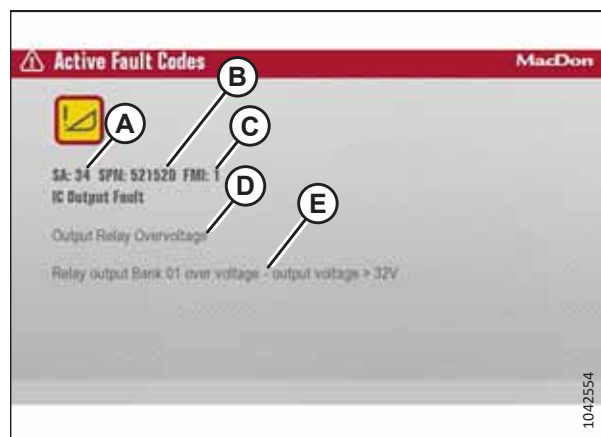 Active Fault Codes
MacDon
B
A
C
SA: 34 SPN: 521520 FMI: 1
D
IC Output Fault
E
Output Relay Overvoltage
Relay output Bank 01 over voltage - output voltage > 32V
1042554